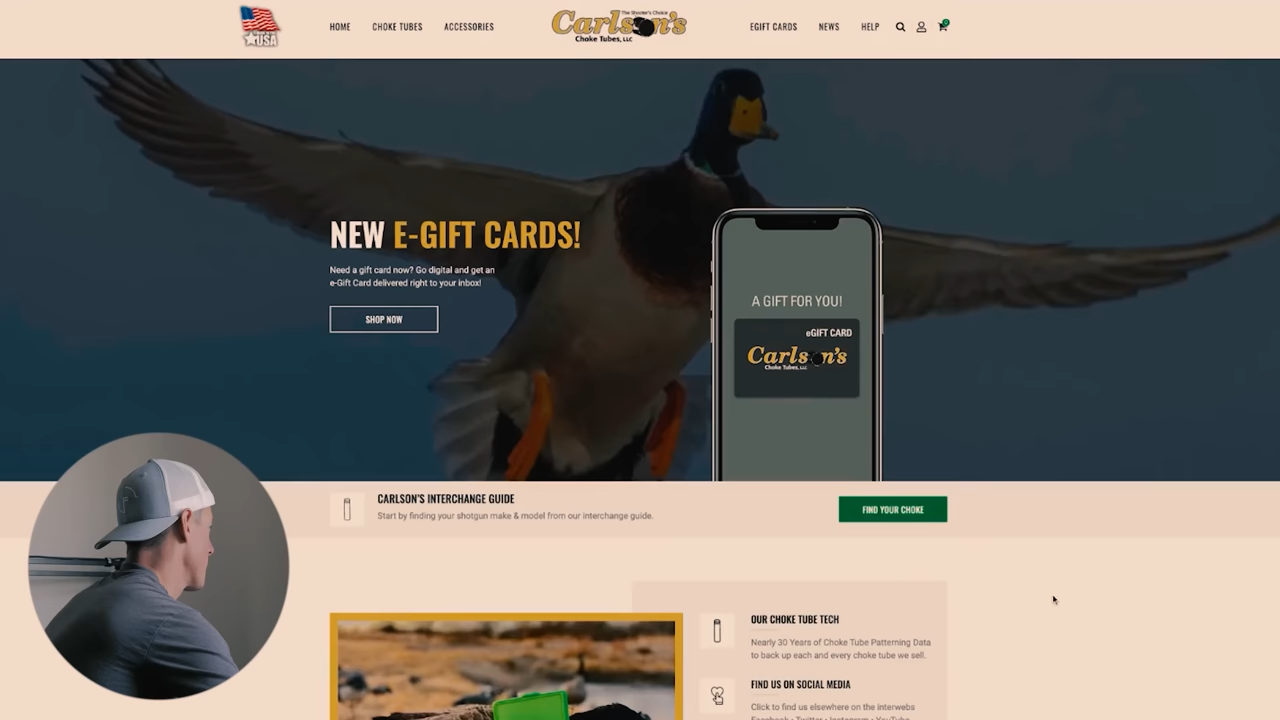 USA
HOME
CHOKE TUBES
ACCESSORIES
The Shooter's Choice
Carlson's
Choke Tubes, LLC
EGIFT CARDS
NEWS
HELP
NEW E-GIFT CARDS!
Need a gift card now? Go digital and get an
e-Gift Card delivered right to your inbox!
SHOP NOW
A GIFT FOR YOU!
eGIFT CARD
Carlson's
Choke Tubes, LLC
CARLSON'S INTERCHANGE GUIDE
Start by finding your shotgun make & model from our interchange guide.
FIND YOUR CHOKE
OUR CHOKE TUBE TECH
Nearly 30 Years of Choke Tube Patterning Data
to back up each and every choke tube we sell.
FIND US ON SOCIAL MEDIA
Click to find us elsewhere on the interwebs
Facebook • Twitter • Instagram • YouTube